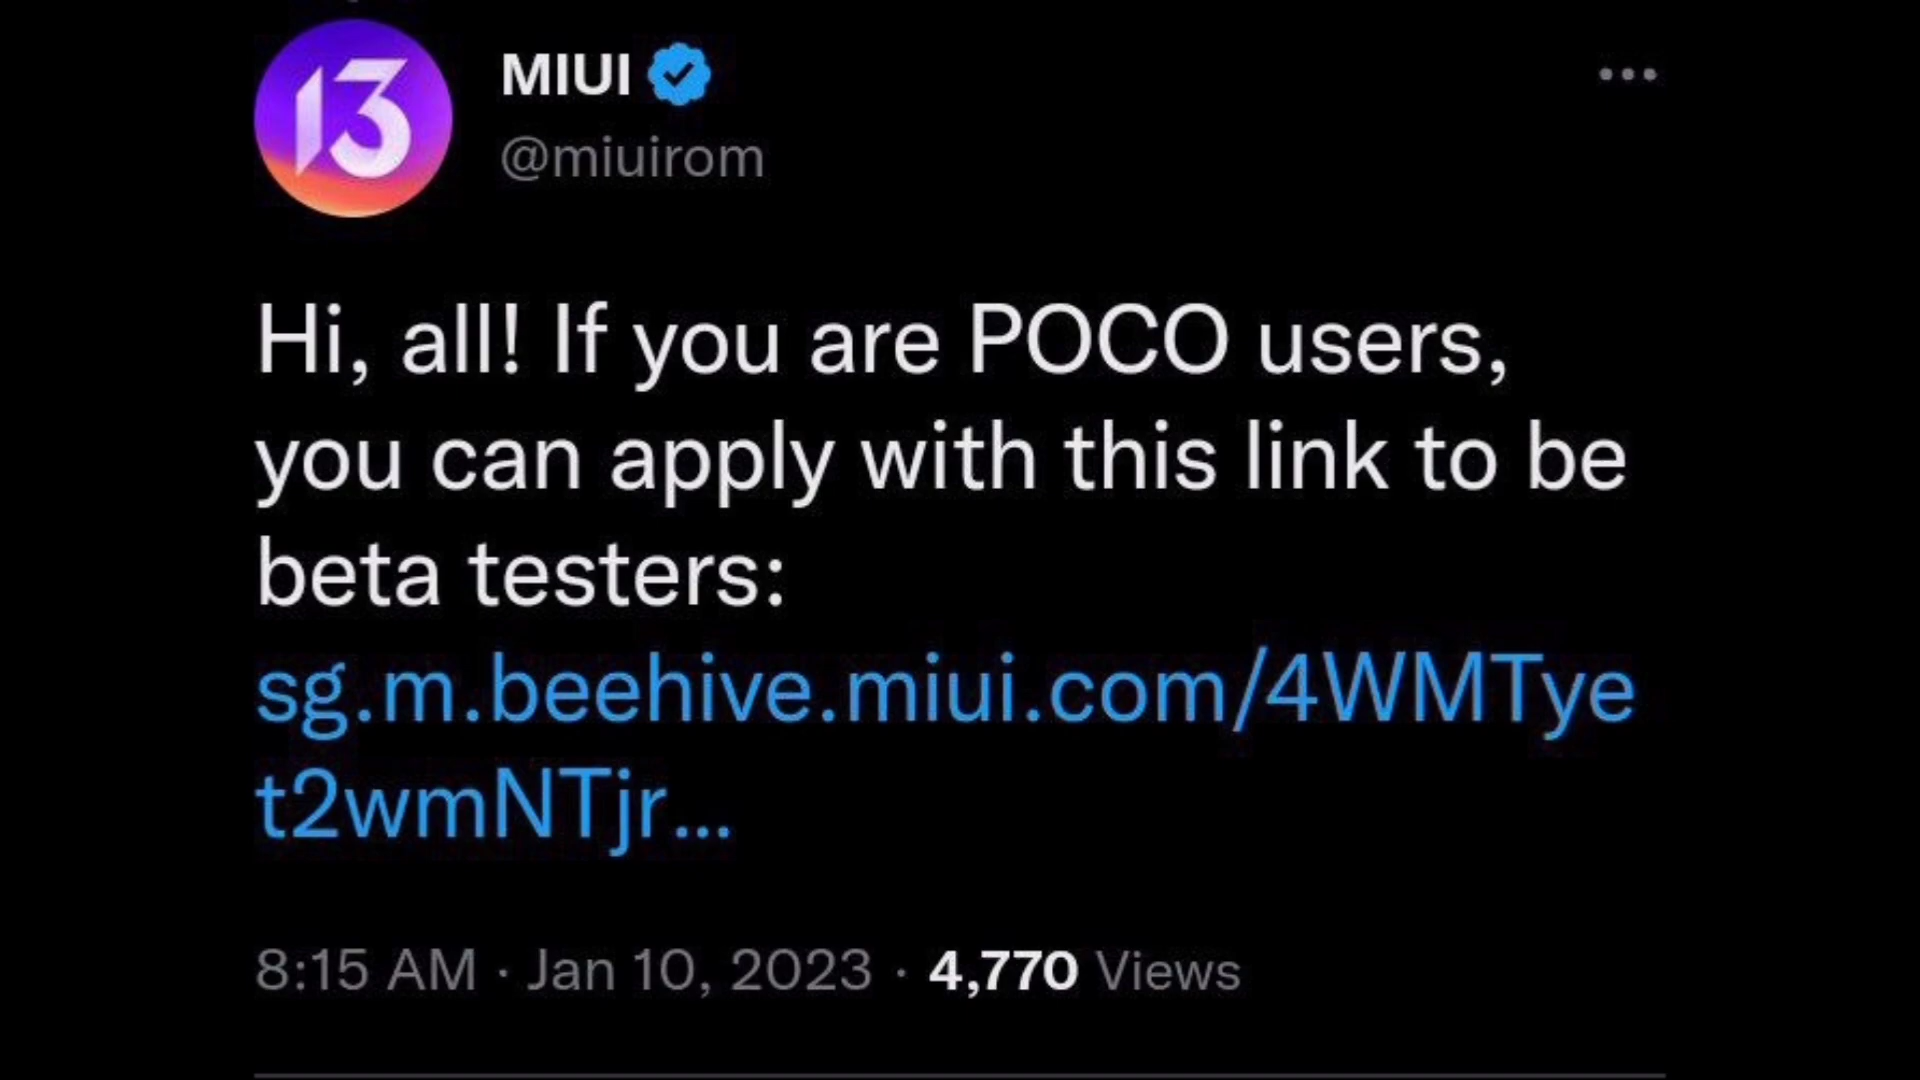 13
MIUI
@miuirom
Hi, all! If you are POCO users,
you can apply with this link to be
beta testers:
sg.m.beehive.miui.com/4WMTye
t2wmNTjr...
8:15 AM · Jan 10, 2023 · 4,770 Views